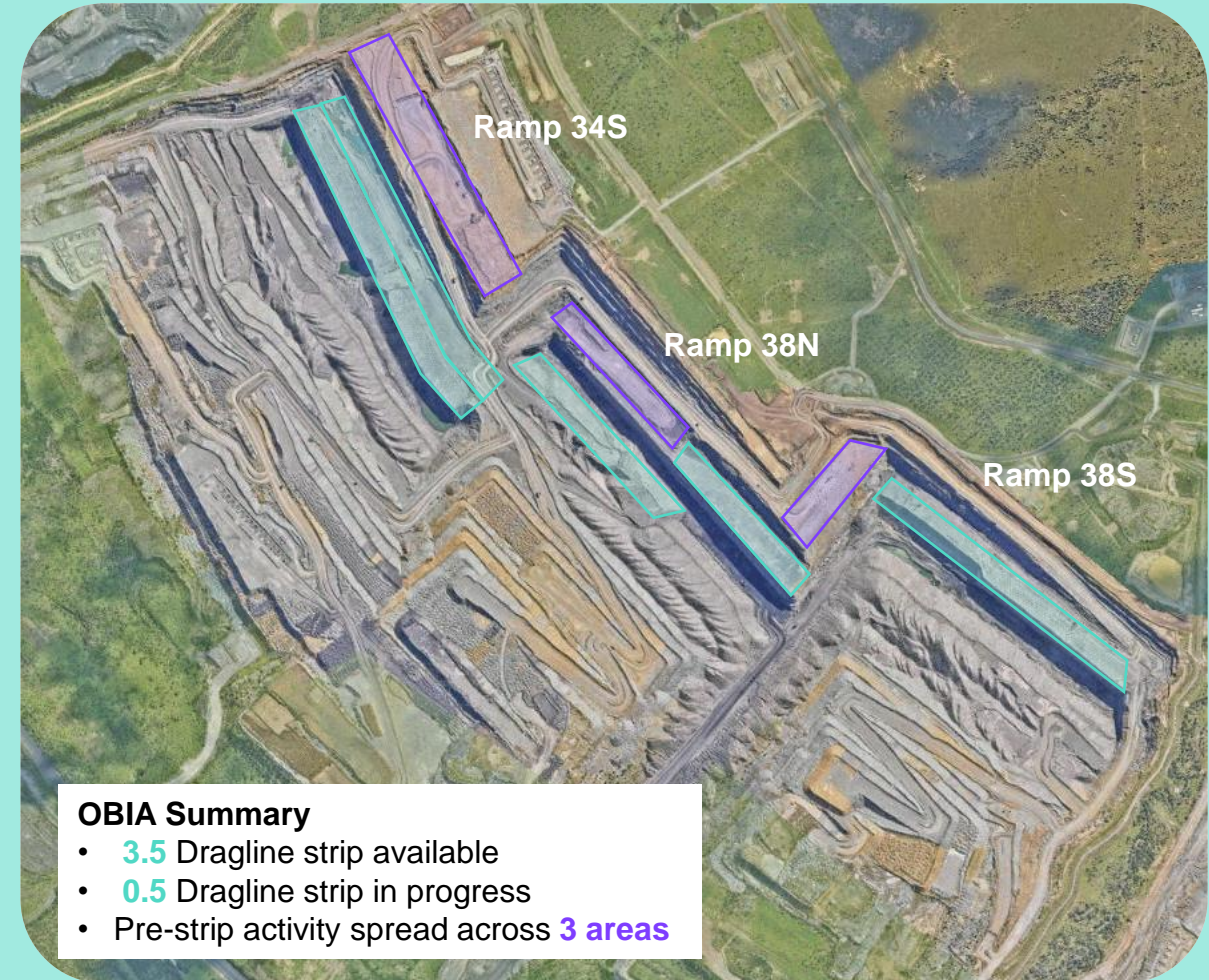 Ramp 34S
Ramp 38N
Ramp 38S
OBIA Summary
• 3.5 Dragline strip available
• 0.5 Dragline strip in progress
• Pre-strip activity spread across 3 areas